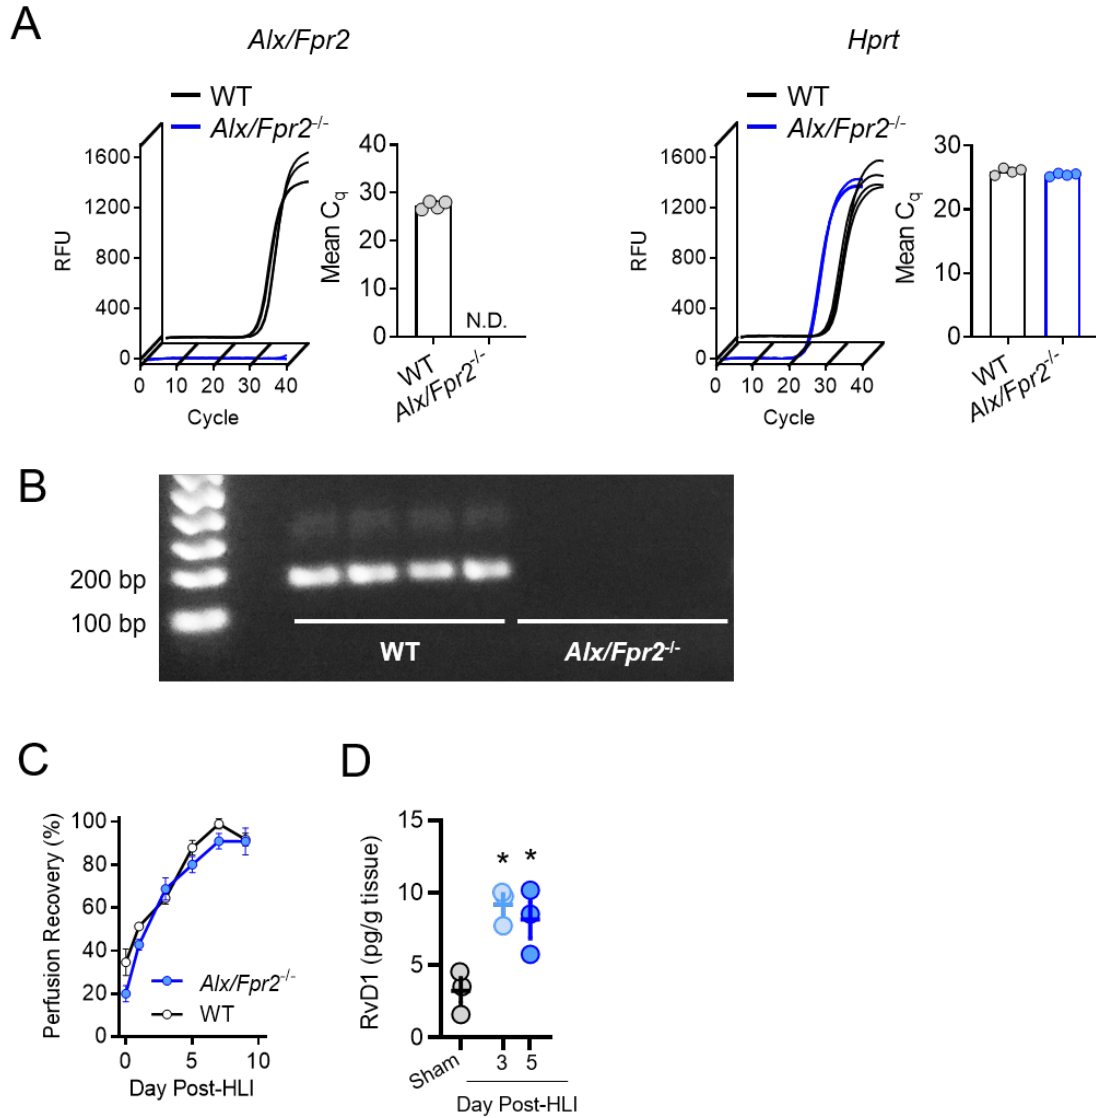 A
Alx/Fpr2
WT
Alx/Fpr2-/-
RFU
1600
1200
800
400
0
0 10 20 30 40
Cycle
Mean Cq
40
30
20
10
0
N.D.
WT
Alx/Fpr2-/-
Hprt
WT
Alx/Fpr2-/-
RFU
1600
1200
800
400
0
0 10 20 30 40
Cycle
Mean Cq
30
20
10
0
WT
Alx/Fpr2-/-
B
200 bp
100 bp
WT
Alx/Fpr2-/-
C
Perfusion Recovery (%)
100
80
60
40
20
0
Alx/Fpr2-/-
WT
0 5 10
Day Post-HLI
D
RvD1 (pg/g tissue)
15
10
5
0
* *
Sham 3 5
Day Post-HLI